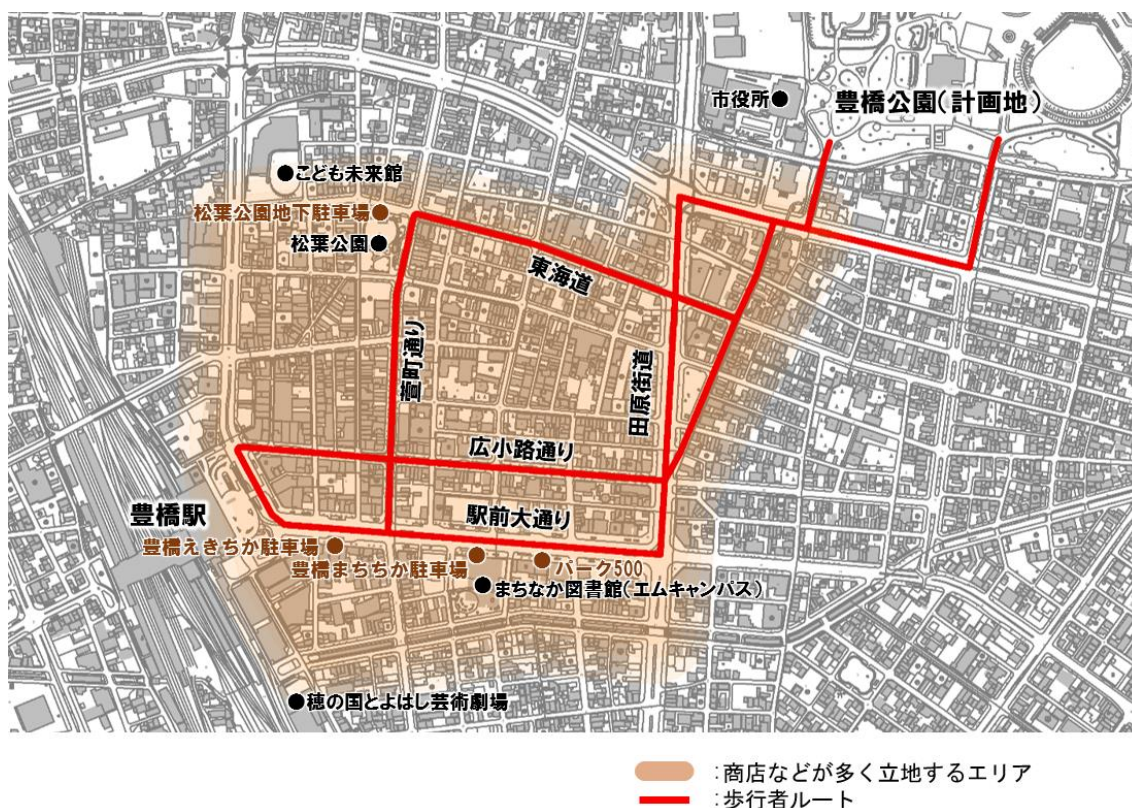 市役所
豊橋公園(計画地)
こども未来館
松葉公園地下駐車場
松葉公園
東海道
萱町通り
田原街道
広小路通り
豊橋駅
駅前大通り
豊橋えきちか駐車場
豊橋まちちか駐車場
パーク500
まちなか図書館(エムキャンパス)
穂の国とよはし芸術劇場
:商店などが多く立地するエリア
:歩行者ルート